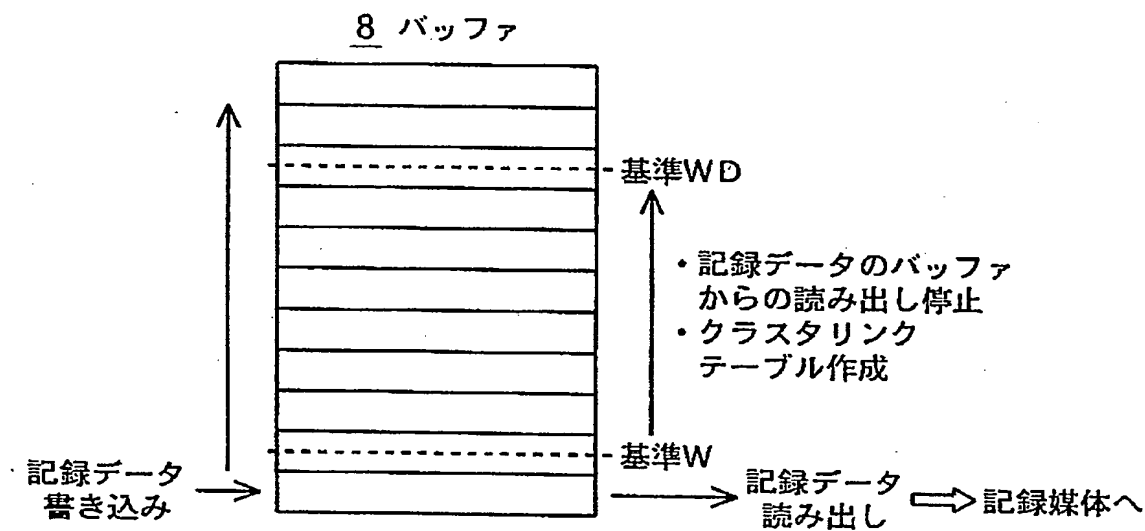 8 バッファ
基準WD
・記録データのバッファ
からの読み出し停止
・クラスタリンク
テーブル作成
基準W
記録データ
書き込み
記録データ
読み出し
記録媒体へ